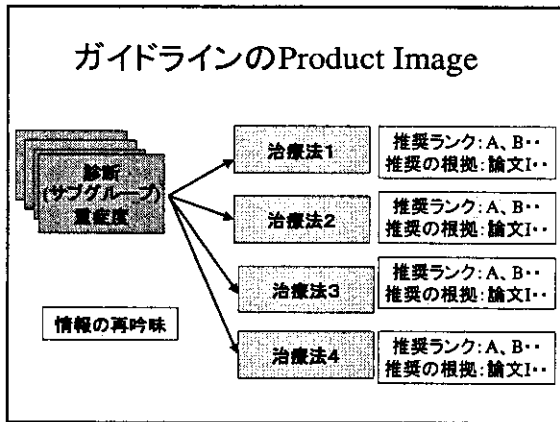 ガイドラインのProduct Image
診断
(サブグループ)
重症度
治療法1
推奨ランク:A、B‥
推奨の根拠:論文I‥
治療法2
推奨ランク:A、B‥
推奨の根拠:論文I‥
治療法3
推奨ランク:A、B‥
推奨の根拠:論文I‥
情報の再吟味
治療法4
推奨ランク:A、B‥
推奨の根拠:論文I‥